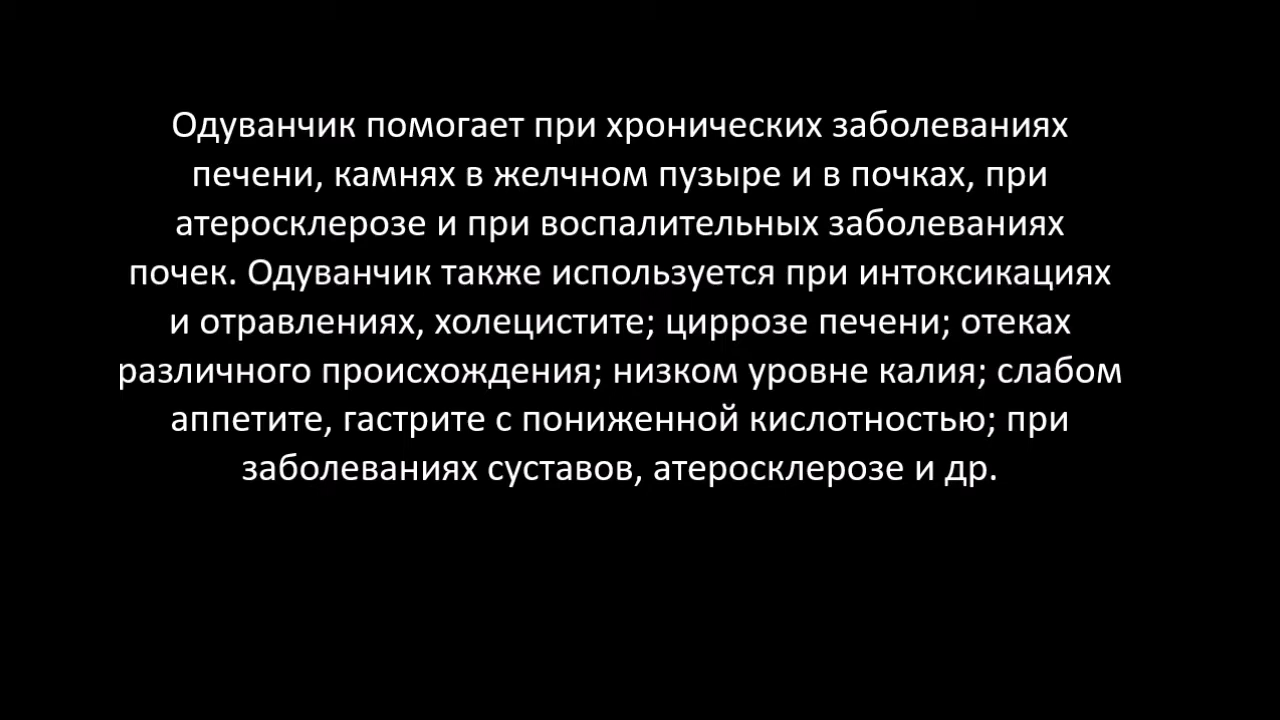 Одуванчик помогает при хронических заболеваниях
печени, камнях в желчном пузыре и в почках, при
атеросклерозе и при воспалительных заболеваниях
почек. Одуванчик также используется при интоксикациях
и отравлениях, холецистите; циррозе печени; отеках
различного происхождения; низком уровне калия; слабом
аппетите, гастрите с пониженной кислотностью; при
заболеваниях суставов, атеросклерозе и др.